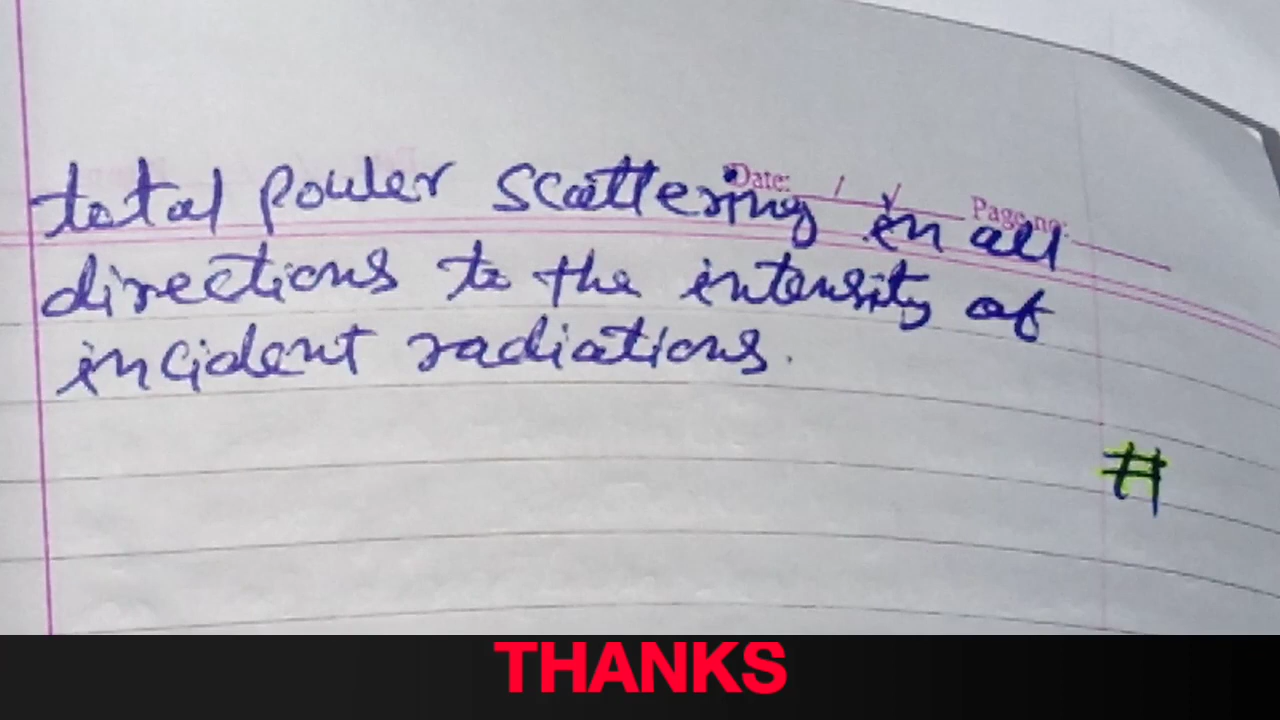 Date: / / Page no:
total power scattering in all
directions to the intensity of
incident radiations.
#
THANKS